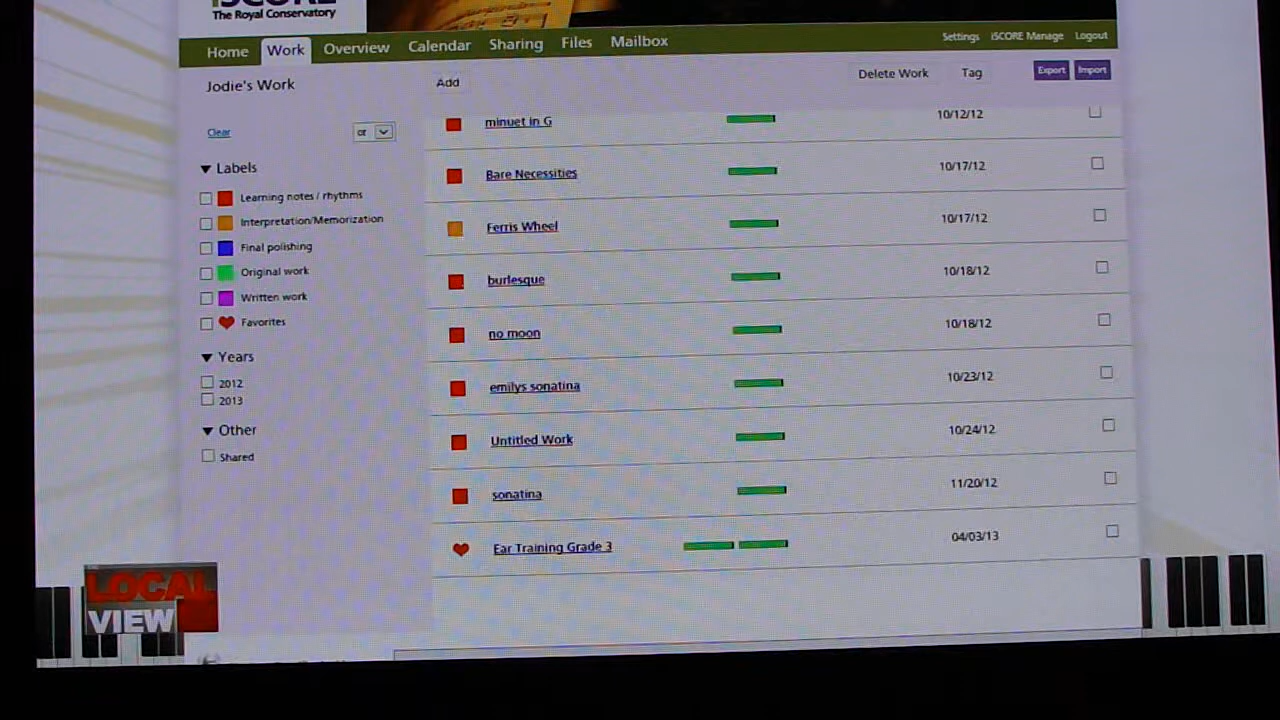 iSCORE
The Royal Conservatory
Home Work Overview Calendar Sharing Files Mailbox Settings iSCORE Manage Logout
Jodie's Work
Add Delete Work Tag Export Import
Clear or
Labels
Learning notes / rhythms
Interpretation/Memorization
Final polishing
Original work
Written work
Favorites
Years
2012
2013
Other
Shared
minuet in G 10/12/12
Bare Necessities 10/17/12
Ferris Wheel 10/17/12
burlesque 10/18/12
no moon 10/18/12
emilys sonatina 10/23/12
Untitled Work 10/24/12
sonatina 11/20/12
Ear Training Grade 3 04/03/13
LOCAL
VIEW